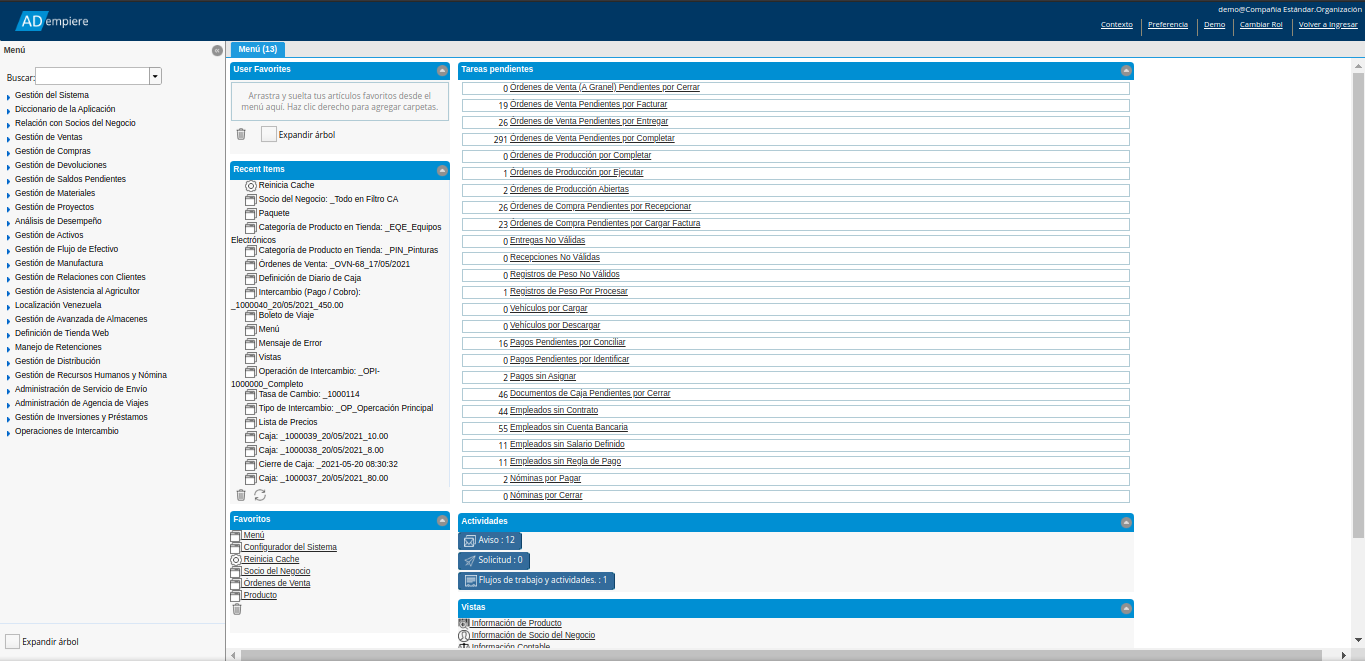 ADempiere
demo@Compañía Estándar.Organización
Contexto
Preferencia
Demo
Cambiar Rol
Volver a Ingresar
Menú
Buscar:
Gestión del Sistema
Diccionario de la Aplicación
Relación con Socios del Negocio
Gestión de Ventas
Gestión de Compras
Gestión de Devoluciones
Gestión de Saldos Pendientes
Gestión de Materiales
Gestión de Proyectos
Análisis de Desempeño
Gestión de Activos
Gestión de Flujo de Efectivo
Gestión de Manufactura
Gestión de Relaciones con Clientes
Gestión de Asistencia al Agricultor
Localización Venezuela
Gestión de Avanzada de Almacenes
Definición de Tienda Web
Manejo de Retenciones
Gestión de Distribución
Gestión de Recursos Humanos y Nómina
Administración de Servicio de Envío
Administración de Agencia de Viajes
Gestión de Inversiones y Préstamos
Operaciones de Intercambio
Expandir árbol
Menú (13)
User Favorites
Arrastra y suelta tus artículos favoritos desde el
menú aquí. Haz clic derecho para agregar carpetas.
Expandir árbol
Recent Items
Reinicia Cache
Socio del Negocio: _Todo en Filtro CA
Paquete
Categoría de Producto en Tienda: _EQE_Equipos
Electrónicos
Categoría de Producto en Tienda: _PIN_Pinturas
Órdenes de Venta: _OVN-68_17/05/2021
Definición de Diario de Caja
Intercambio (Pago / Cobro):
_1000040_20/05/2021_450.00
Boleto de Viaje
Menú
Mensaje de Error
Vistas
Operación de Intercambio: _OPI-
1000000_Completo
Tasa de Cambio: _1000114
Tipo de Intercambio: _OP_Opercación Principal
Lista de Precios
Caja: _1000039_20/05/2021_10.00
Caja: _1000038_20/05/2021_8.00
Cierre de Caja: _2021-05-20 08:30:32
Caja: _1000037_20/05/2021_80.00
Favoritos
Menú
Configurador del Sistema
Reinicia Cache
Socio del Negocio
Órdenes de Venta
Producto
Tareas pendientes
0 Órdenes de Venta (A Granel) Pendientes por Cerrar
19 Órdenes de Venta Pendientes por Facturar
26 Órdenes de Venta Pendientes por Entregar
291 Órdenes de Venta Pendientes por Completar
0 Órdenes de Producción por Completar
1 Órdenes de Producción por Ejecutar
2 Órdenes de Producción Abiertas
26 Órdenes de Compra Pendientes por Recepcionar
23 Órdenes de Compra Pendientes por Cargar Factura
0 Entregas No Válidas
0 Recepciones No Válidas
0 Registros de Peso No Válidos
1 Registros de Peso Por Procesar
0 Vehículos por Cargar
0 Vehículos por Descargar
16 Pagos Pendientes por Conciliar
0 Pagos Pendientes por Identificar
2 Pagos sin Asignar
46 Documentos de Caja Pendientes por Cerrar
44 Empleados sin Contrato
55 Empleados sin Cuenta Bancaria
11 Empleados sin Salario Definido
11 Empleados sin Regla de Pago
2 Nóminas por Pagar
0 Nóminas por Cerrar
Actividades
Aviso : 12
Solicitud : 0
Flujos de trabajo y actividades. : 1
Vistas
Información de Producto
Información de Socio del Negocio
Información Contable